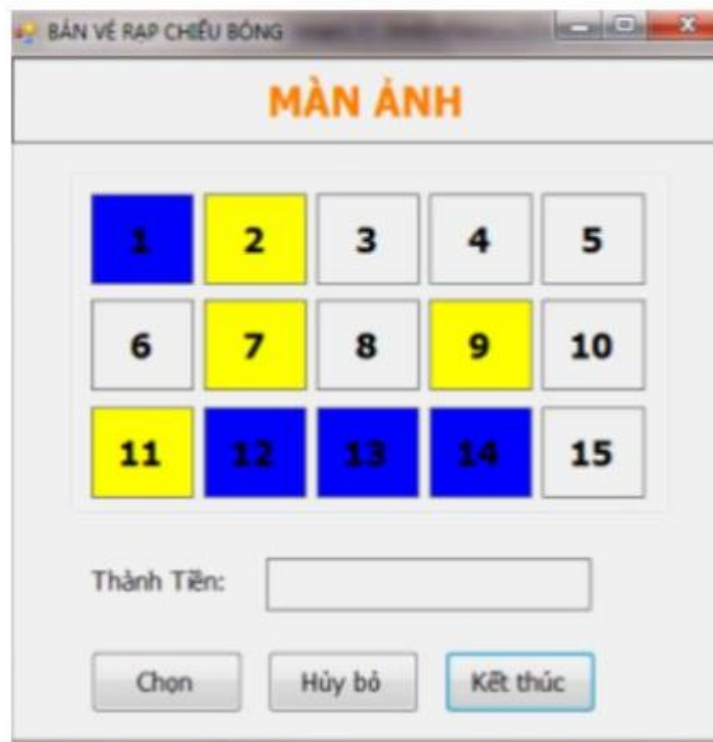 BÁN VÉ RẠP CHIẾU BÓNG
MÀN ẢNH
1 2 3 4 5
6 7 8 9 10
11 12 13 14 15
Thành Tiền:
Chọn Hủy bỏ Kết thúc